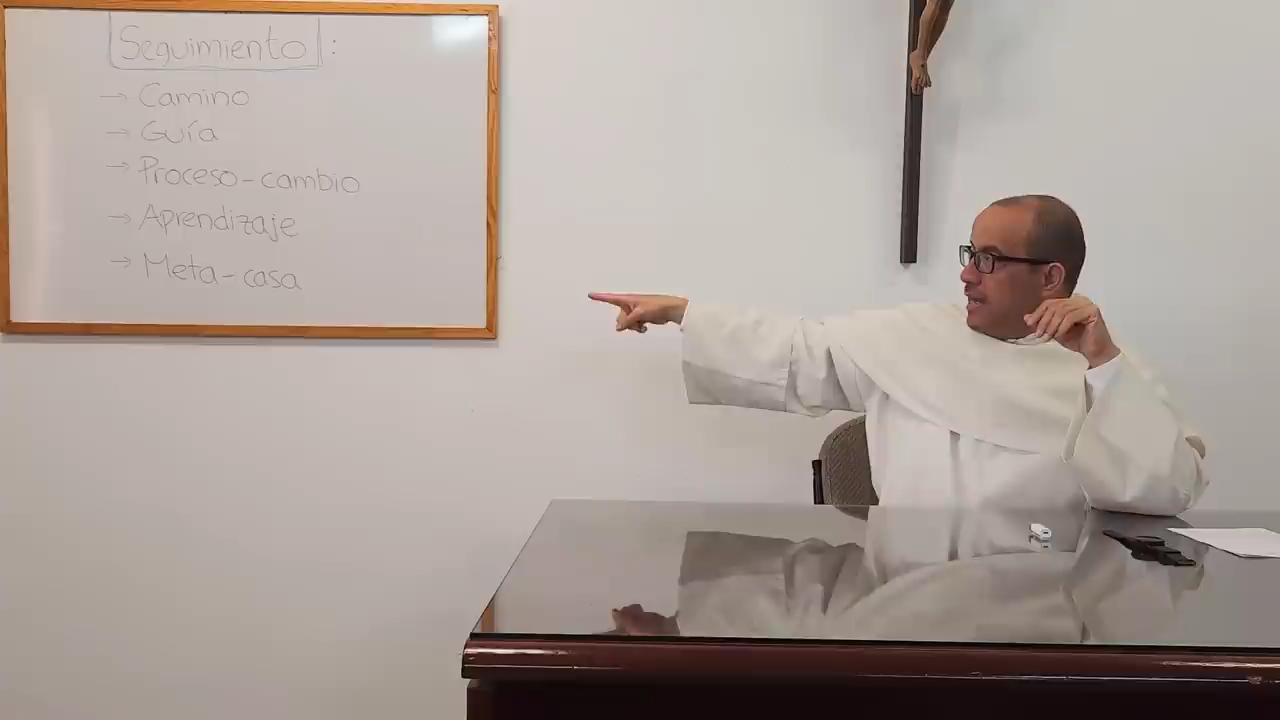 Seguimiento:
→ Camino
→ Guía
→ Proceso-cambio
→ Aprendizaje
→ Meta-casa